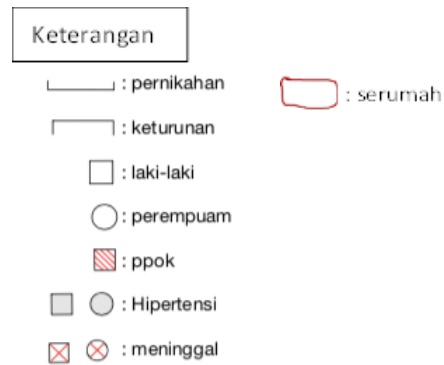 Keterangan
: pernikahan
: serumah
: keturunan
: laki-laki
: perempuam
: ppok
: Hipertensi
: meninggal